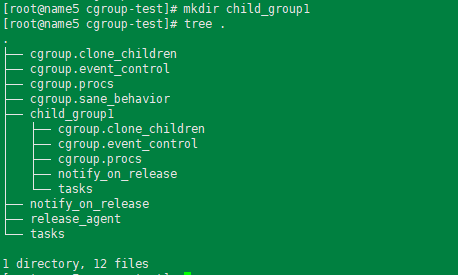 [root@name5 cgroup-test]# mkdir child_group1
[root@name5 cgroup-test]# tree .
.
├── cgroup.clone_children
├── cgroup.event_control
├── cgroup.procs
├── cgroup.sane_behavior
├── child_group1
│   ├── cgroup.clone_children
│   ├── cgroup.event_control
│   ├── cgroup.procs
│   ├── notify_on_release
│   └── tasks
├── notify_on_release
├── release_agent
└── tasks

1 directory, 12 files